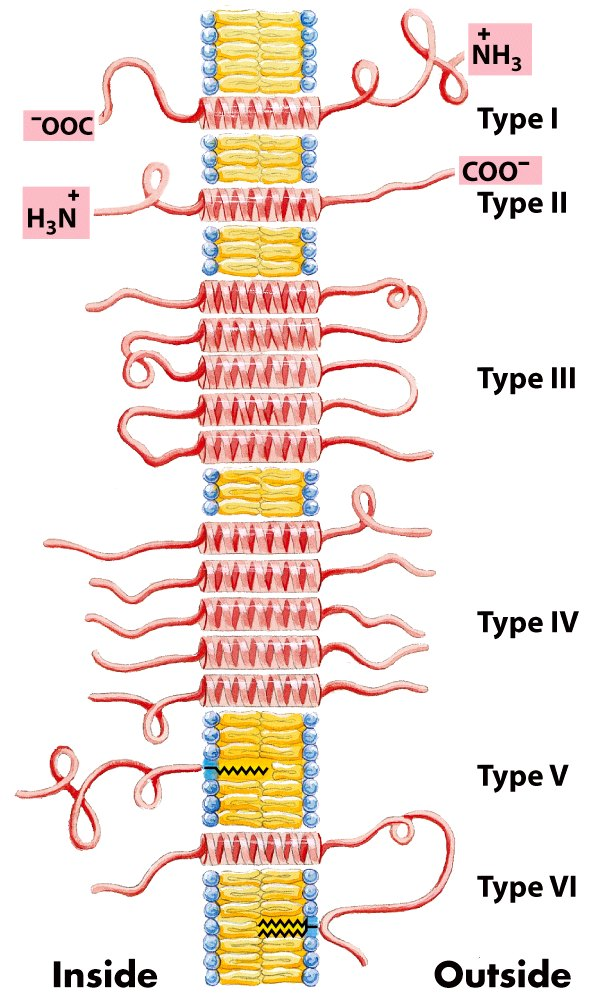 +
NH3
-OOC
Type I
COO-
+
H3N
Type II
Type III
Type IV
Type V
Type VI
Inside
Outside